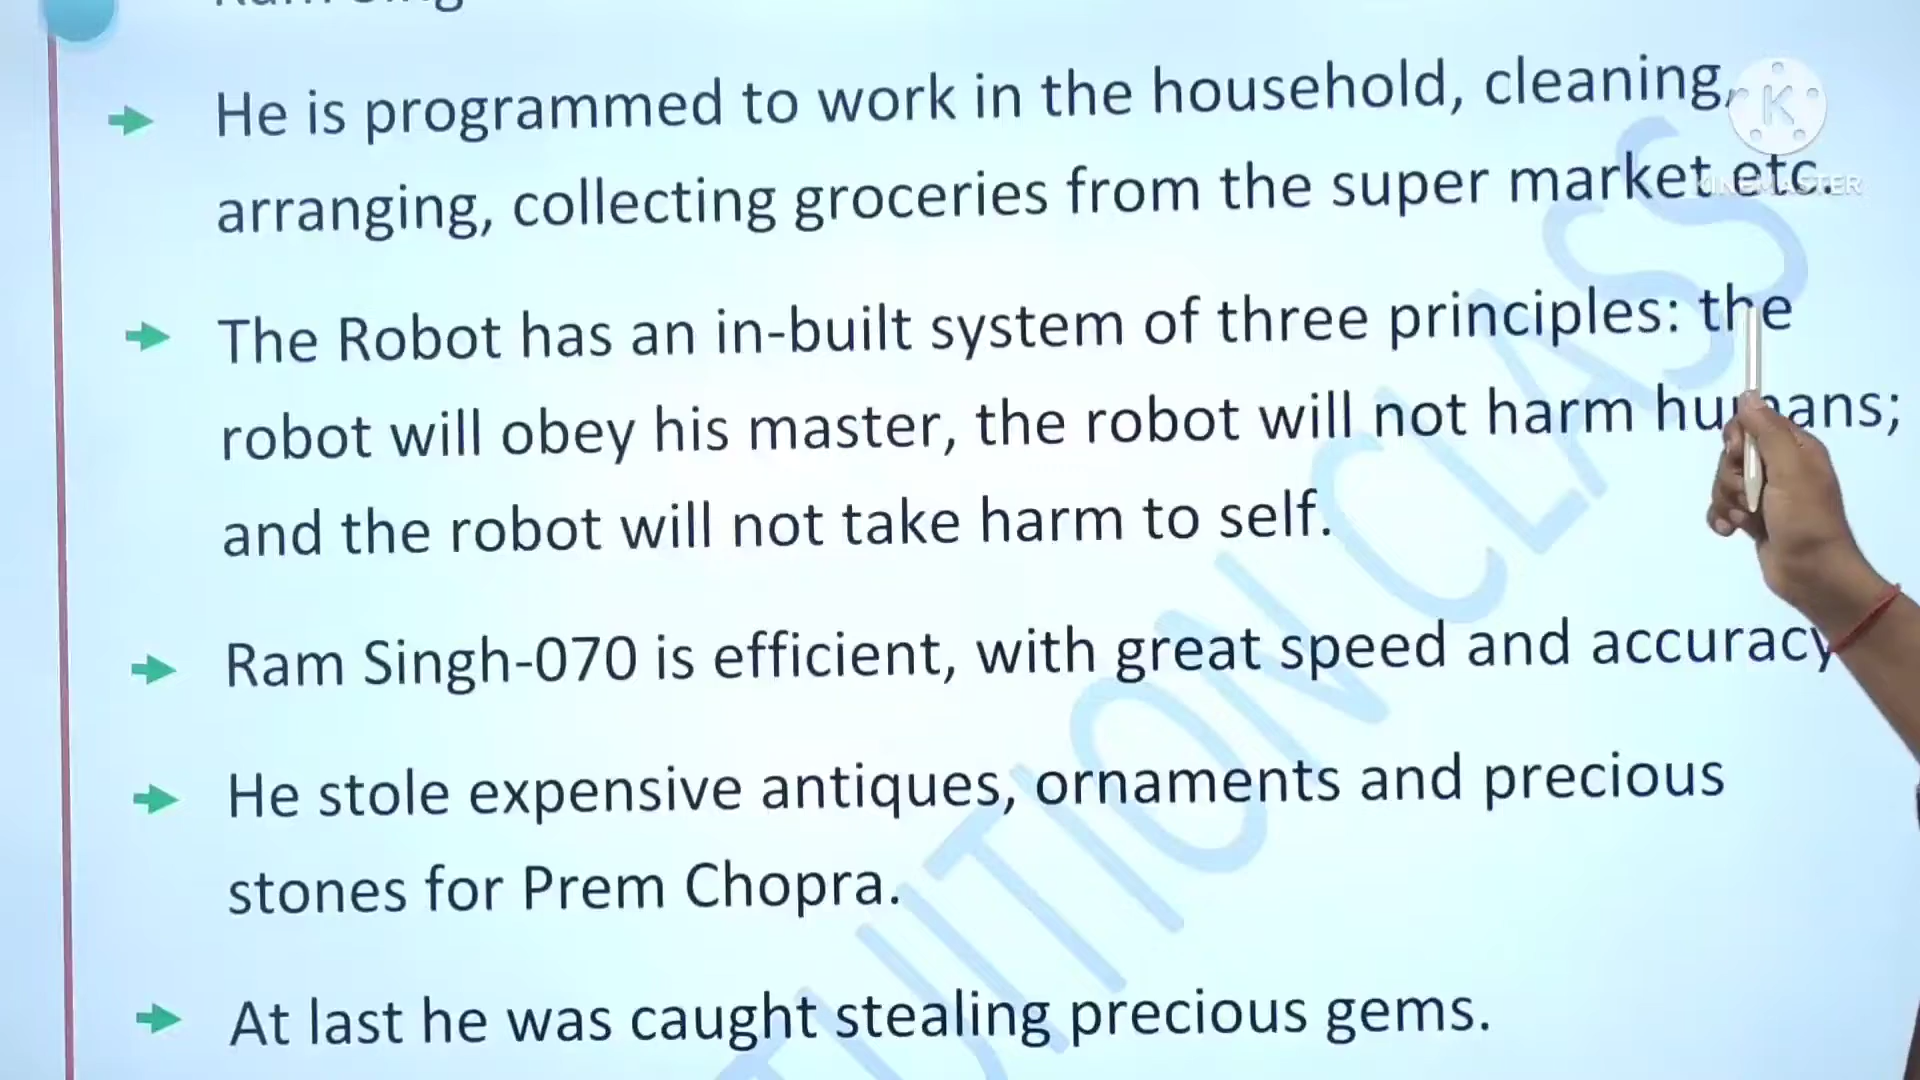 He is programmed to work in the household, cleaning,
arranging, collecting groceries from the super market etc.
The Robot has an in-built system of three principles: the
robot will obey his master, the robot will not harm humans;
and the robot will not take harm to self.
Ram Singh-070 is efficient, with great speed and accuracy
He stole expensive antiques, ornaments and precious
stones for Prem Chopra.
At last he was caught stealing precious gems.
TUITION CLASS
K
KINEMASTER